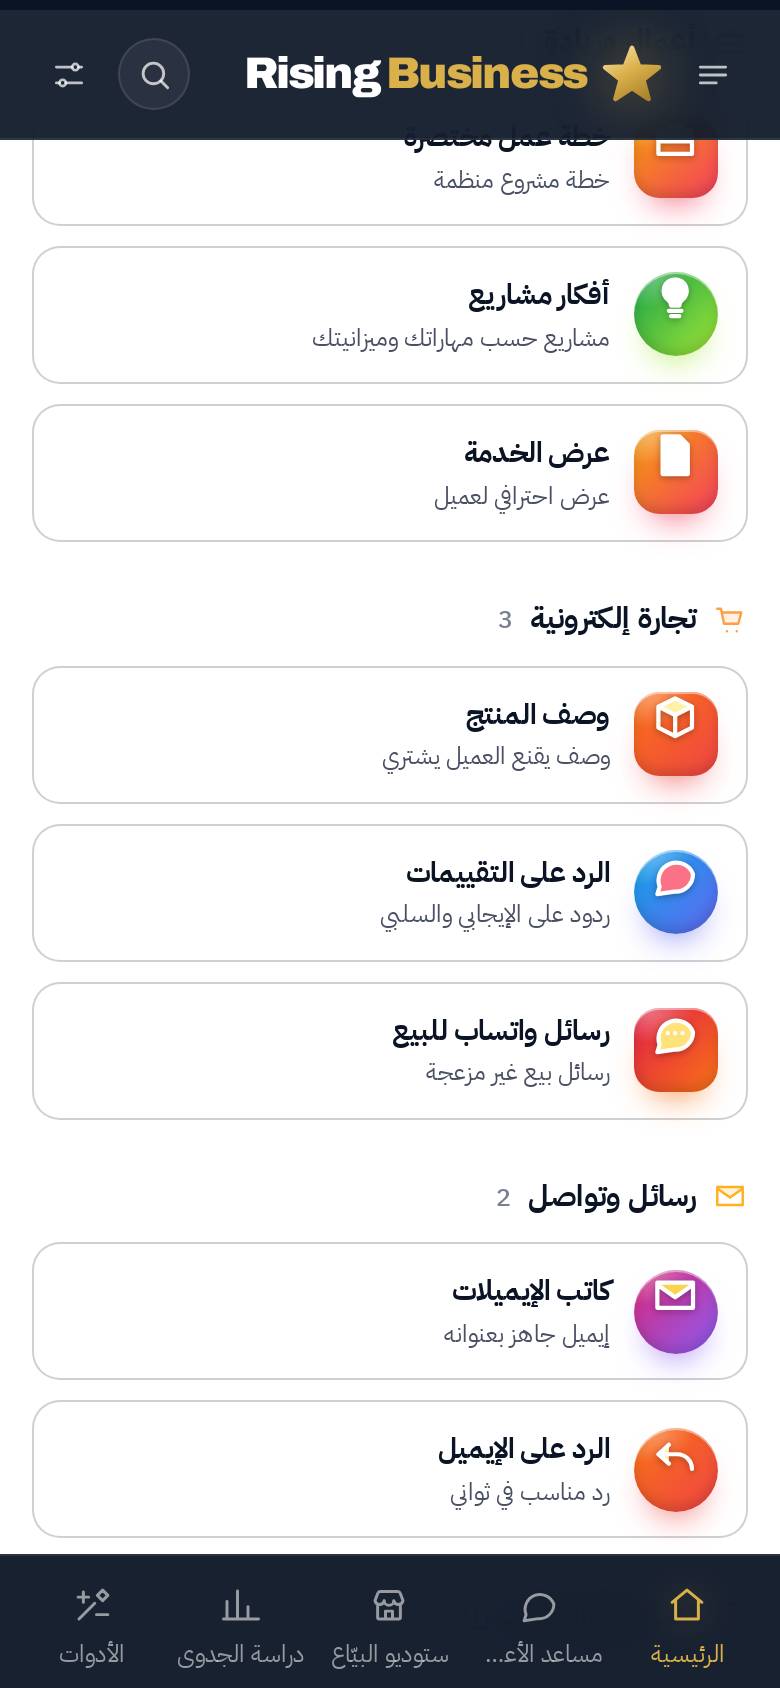 Rising Business
خطة عمل مختصرة
خطة مشروع منظمة
أفكار مشاريع
مشاريع حسب مهاراتك وميزانيتك
عرض الخدمة
عرض احترافي لعميل
تجارة إلكترونية 3
وصف المنتج
وصف يقنع العميل يشتري
الرد على التقييمات
ردود على الإيجابي والسلبي
رسائل واتساب للبيع
رسائل بيع غير مزعجة
رسائل وتواصل 2
كاتب الإيميلات
إيميل جاهز بعنوانه
الرد على الإيميل
رد مناسب في ثواني
الرئيسية
مساعد الأع...
ستوديو البيّاع
دراسة الجدوى
الأدوات